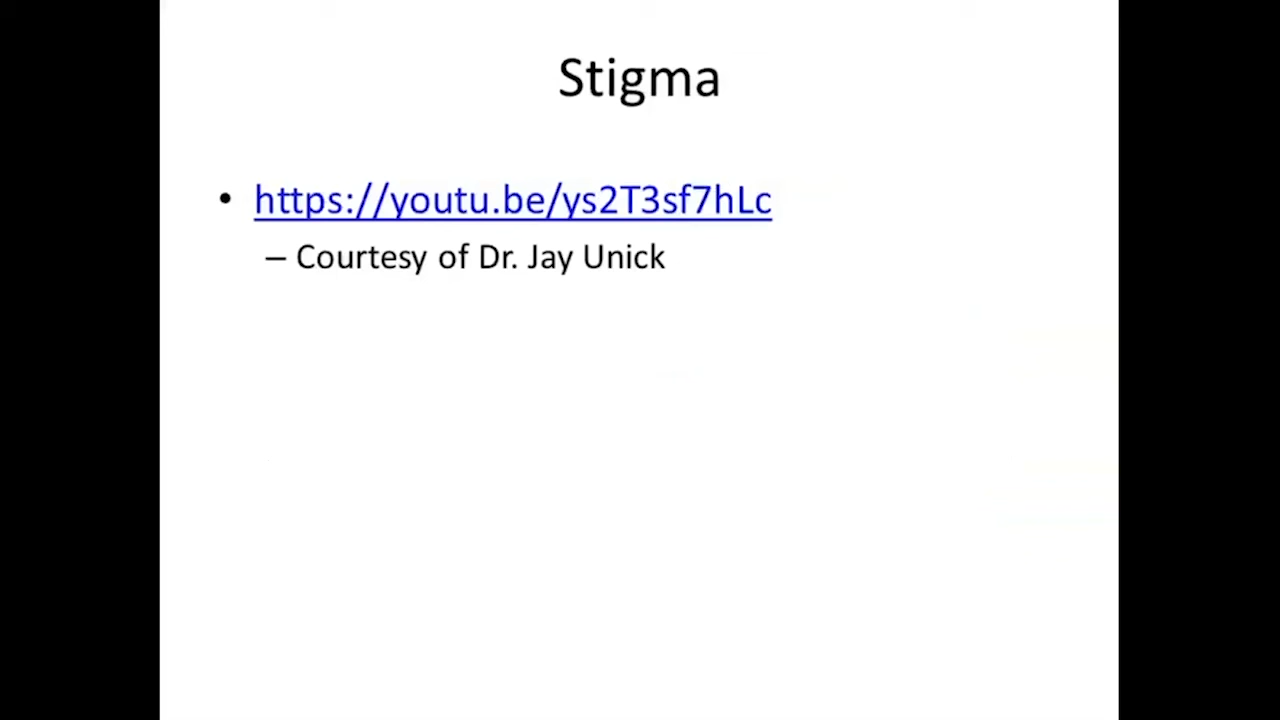 Stigma
• https://youtu.be/ys2T3sf7hLc
– Courtesy of Dr. Jay Unick